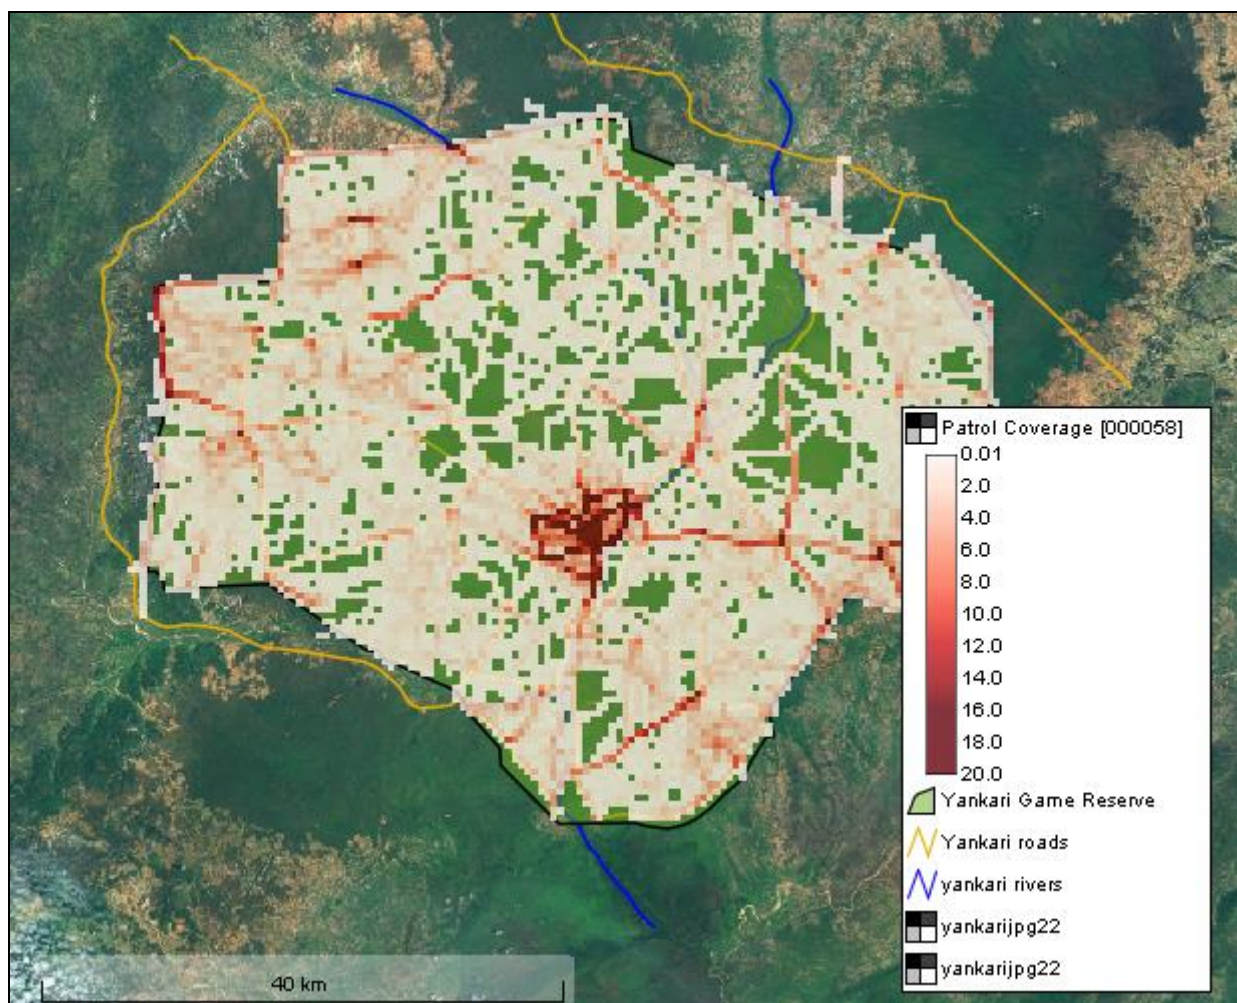 Patrol Coverage [000058]
0.01
2.0
4.0
6.0
8.0
10.0
12.0
14.0
16.0
18.0
20.0
Yankari Game Reserve
Yankari roads
yankari rivers
yankarijpg22
yankarijpg22
40 km